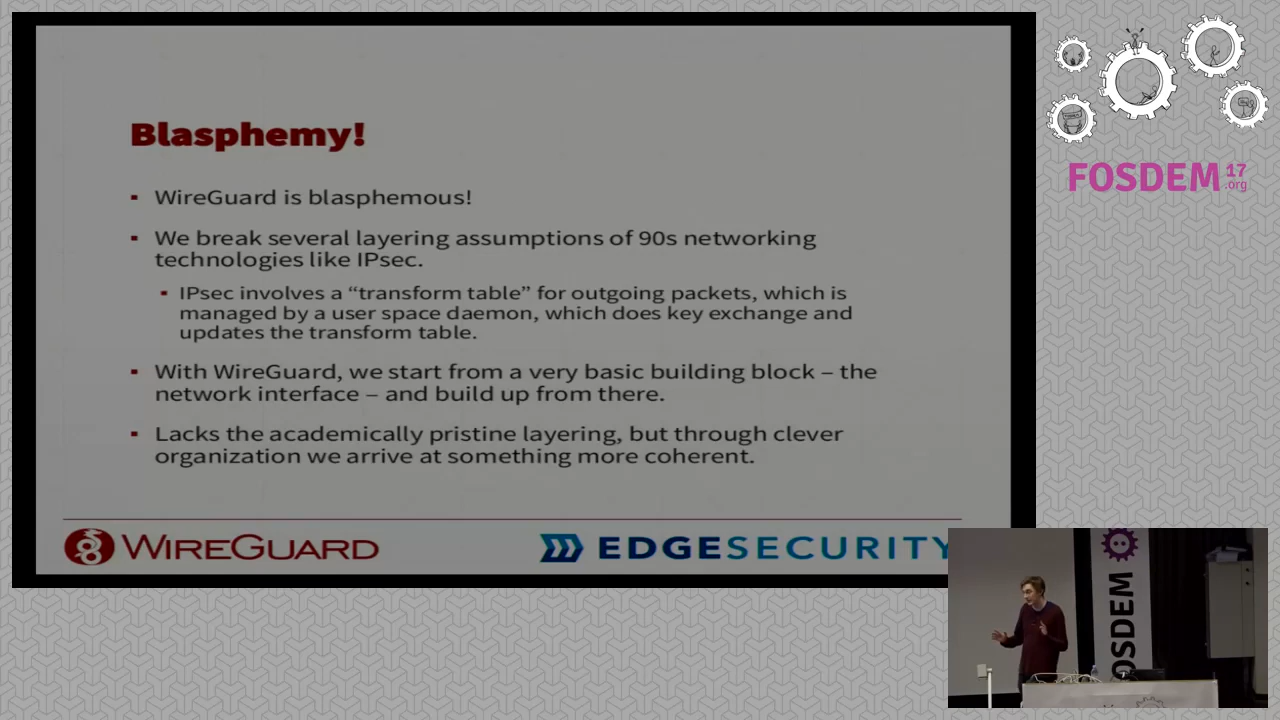 Blasphemy!
WireGuard is blasphemous!
We break several layering assumptions of 90s networking
technologies like IPsec.
IPsec involves a “transform table” for outgoing packets, which is
managed by a user space daemon, which does key exchange and
updates the transform table.
With WireGuard, we start from a very basic building block – the
network interface – and build up from there.
Lacks the academically pristine layering, but through clever
organization we arrive at something more coherent.
WIREGUARD
EDGESECURITY
FOSDEM 17
.org
OSDEM